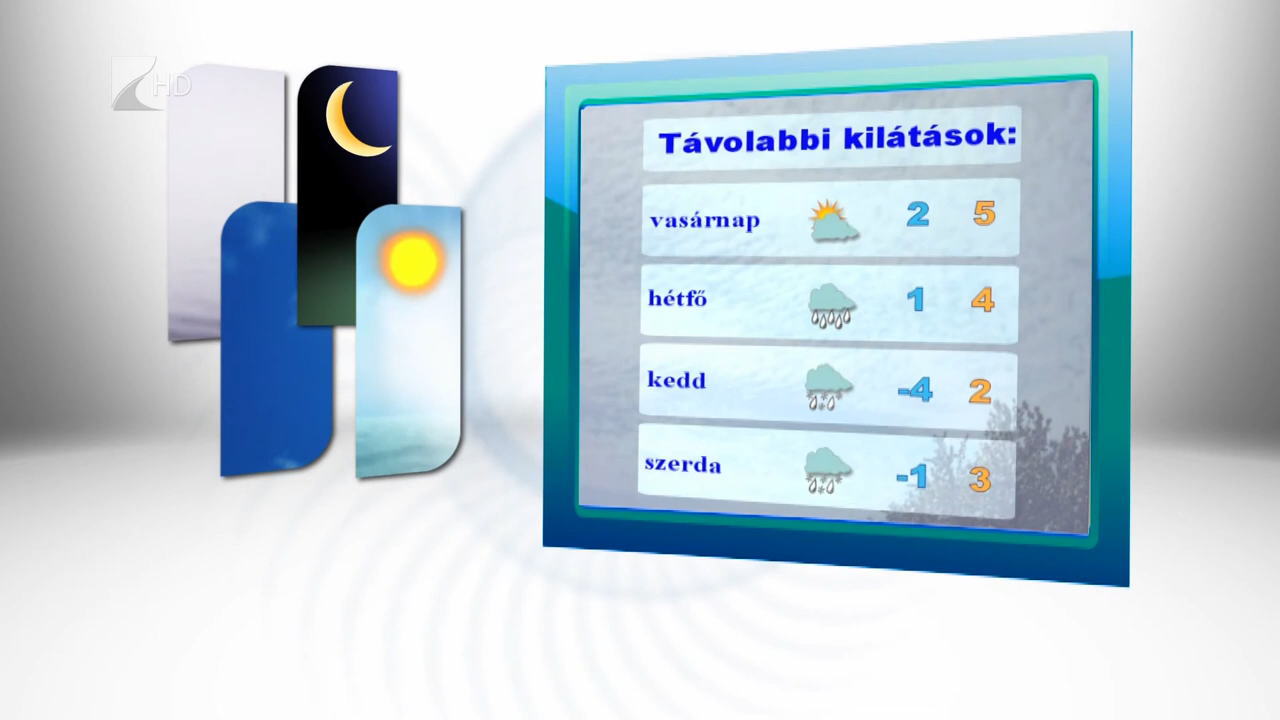 HD
Távolabbi kilátások:
vasárnap 2 5
hétfő 1 4
kedd -4 2
szerda -1 3